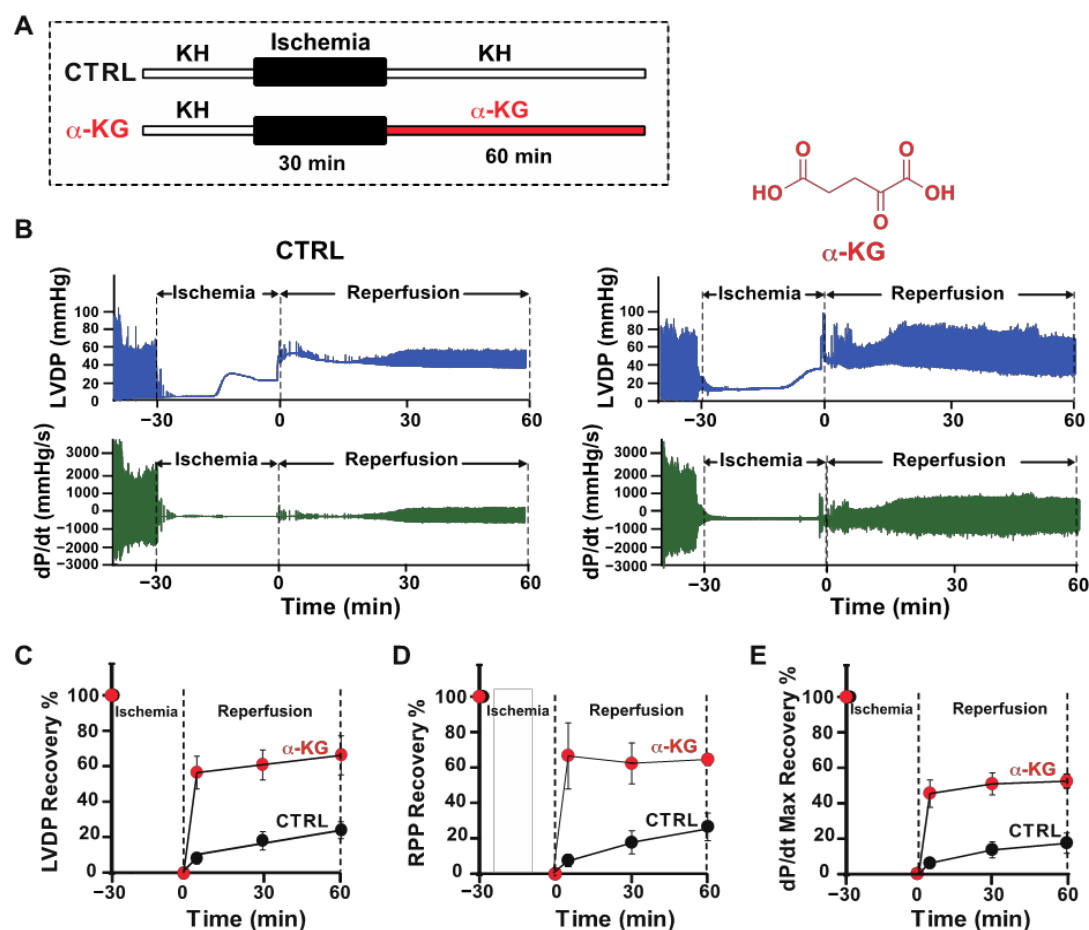 A
Ischemia
KH KH
CTRL
KH α-KG
α-KG
30 min 60 min
O O
HO OH
O
B
CTRL α-KG
LVDP (mmHg)
Ischemia Reperfusion
100
80
60
40
20
0
−30 0 30 60
LVDP (mmHg)
Ischemia Reperfusion
100
80
60
40
20
0
−30 0 30 60
dP/dt (mmHg/s)
Ischemia Reperfusion
3000
2000
1000
0
−1000
−2000
−3000
−30 0 30 60
Time (min)
dP/dt (mmHg/s)
Ischemia Reperfusion
3000
2000
1000
0
−1000
−2000
−3000
−30 0 30 60
Time (min)
C
LVDP Recovery %
100
80
60
40
20
0
Ischemia Reperfusion
α-KG
CTRL
−30 0 30 60
Time (min)
D
RPP Recovery %
100
80
60
40
20
0
Ischemia Reperfusion
α-KG
CTRL
−30 0 30 60
Time (min)
E
dP/dt Max Recovery %
100
80
60
40
20
0
Ischemia Reperfusion
α-KG
CTRL
−30 0 30 60
Time (min)